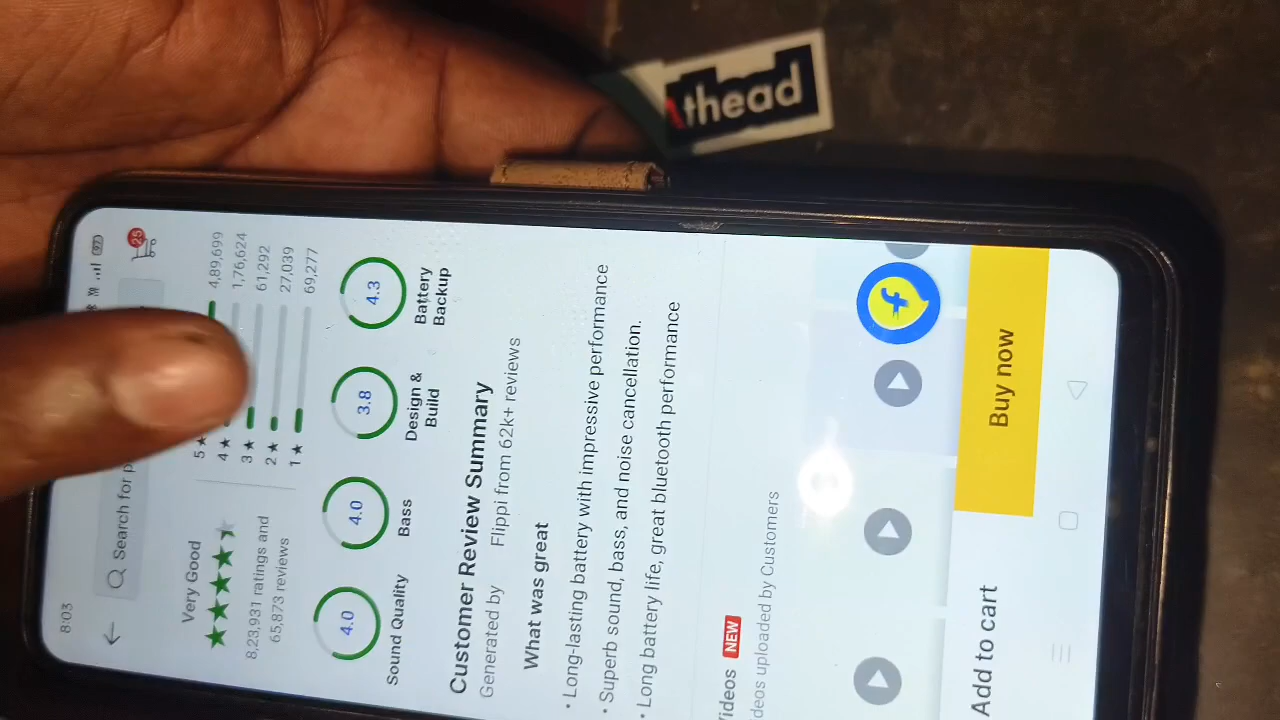 8:03
97
Search for p
25
Very Good
8,23,931 ratings and
65,873 reviews
5★ 4,89,699
4★ 1,76,624
3★ 61,292
2★ 27,039
1★ 69,277
4.0
4.0
3.8
4.3
Sound Quality
Bass
Design &
Build
Battery
Backup
Customer Review Summary
Generated by Flippi from 62k+ reviews
What was great
• Long-lasting battery with impressive performance
• Superb sound, bass, and noise cancellation.
• Long battery life, great bluetooth performance
ideos NEW
deos uploaded by Customers
f
Add to cart
Buy now
thead